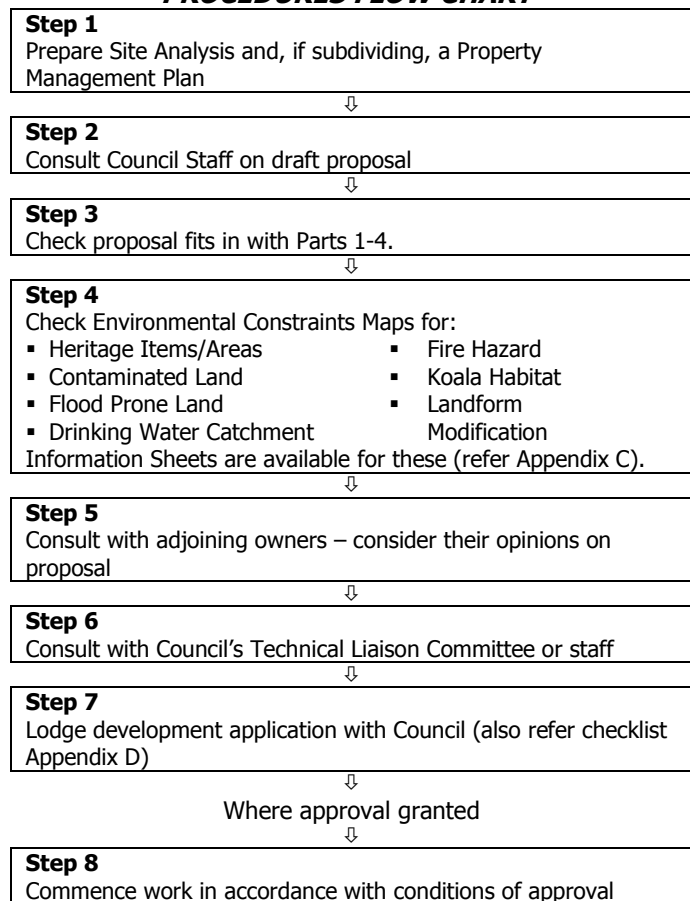 PROCEDURES FLOW CHART
Step 1
Prepare Site Analysis and, if subdividing, a Property
Management Plan
⇩
Step 2
Consult Council Staff on draft proposal
⇩
Step 3
Check proposal fits in with Parts 1-4.
⇩
Step 4
Check Environmental Constraints Maps for:
▪ Heritage Items/Areas
▪ Contaminated Land
▪ Flood Prone Land
▪ Drinking Water Catchment
▪ Fire Hazard
▪ Koala Habitat
▪ Landform
Modification
Information Sheets are available for these (refer Appendix C).
⇩
Step 5
Consult with adjoining owners – consider their opinions on
proposal
⇩
Step 6
Consult with Council’s Technical Liaison Committee or staff
⇩
Step 7
Lodge development application with Council (also refer checklist
Appendix D)
⇩
Where approval granted
⇩
Step 8
Commence work in accordance with conditions of approval